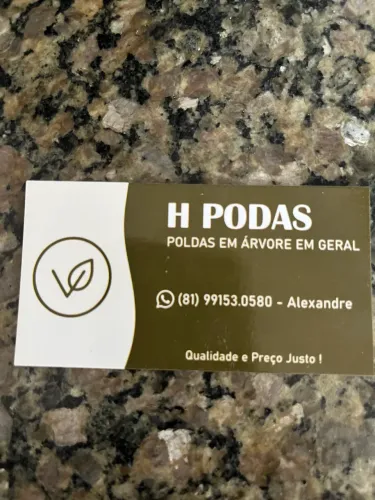 H PODAS
POLDAS EM ÁRVORE EM GERAL
(81) 99153.0580 - Alexandre
Qualidade e Preço Justo !